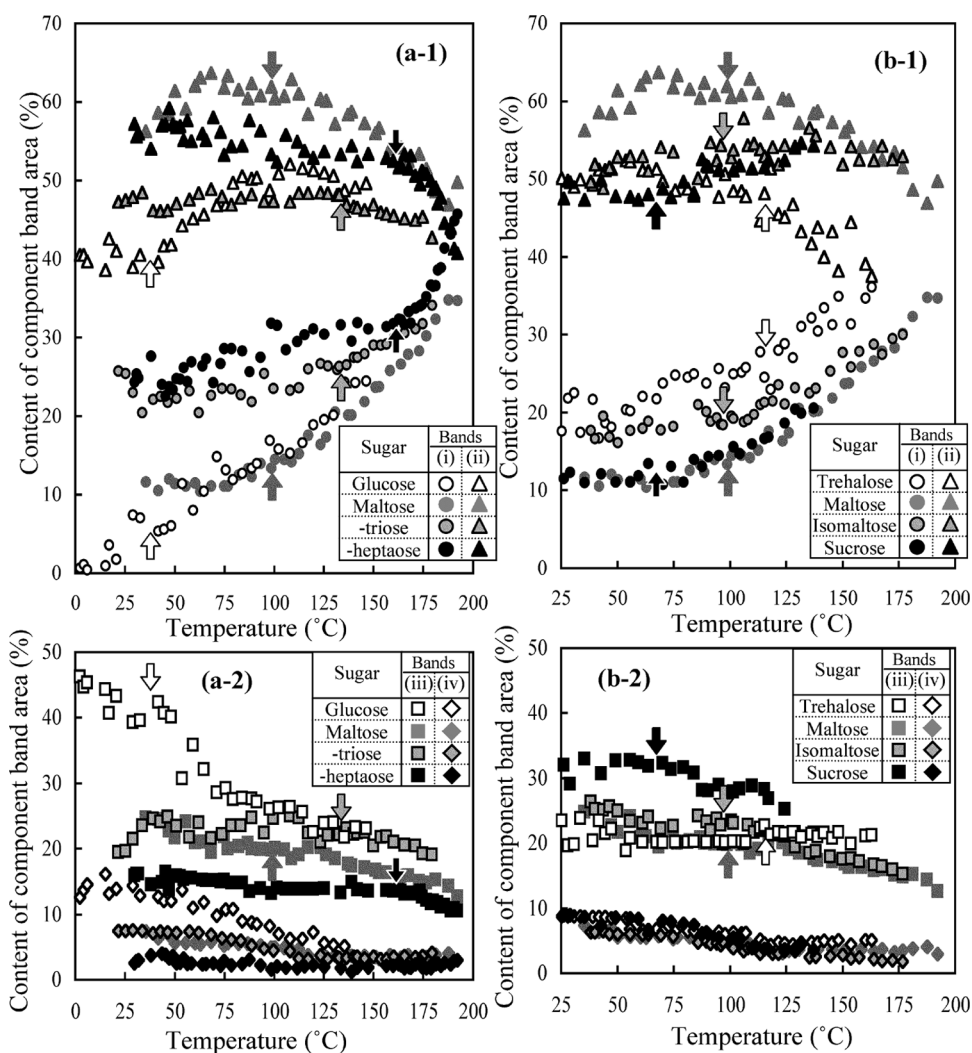 (a-1)
Content of component band area (%)
70
60
50
40
30
20
10
0
0 25 50 75 100 125 150 175 200
Temperature (˚C)
Sugar Bands
(i) (ii)
Glucose
Maltose
-triose
-heptaose
(b-1)
Content of component band area (%)
70
60
50
40
30
20
10
0
25 50 75 100 125 150 175 200
Temperature (˚C)
Sugar Bands
(i) (ii)
Trehalose
Maltose
Isomaltose
Sucrose
(a-2)
Content of component band area (%)
50
40
30
20
10
0
0 25 50 75 100 125 150 175 200
Temperature (˚C)
Sugar Bands
(iii) (iv)
Glucose
Maltose
-triose
-heptaose
(b-2)
Content of component band area (%)
50
40
30
20
10
0
25 50 75 100 125 150 175 200
Temperature (˚C)
Sugar Bands
(iii) (iv)
Trehalose
Maltose
Isomaltose
Sucrose